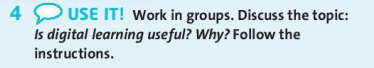 4 USE IT! Work in groups. Discuss the topic:
Is digital learning useful? Why? Follow the
instructions.